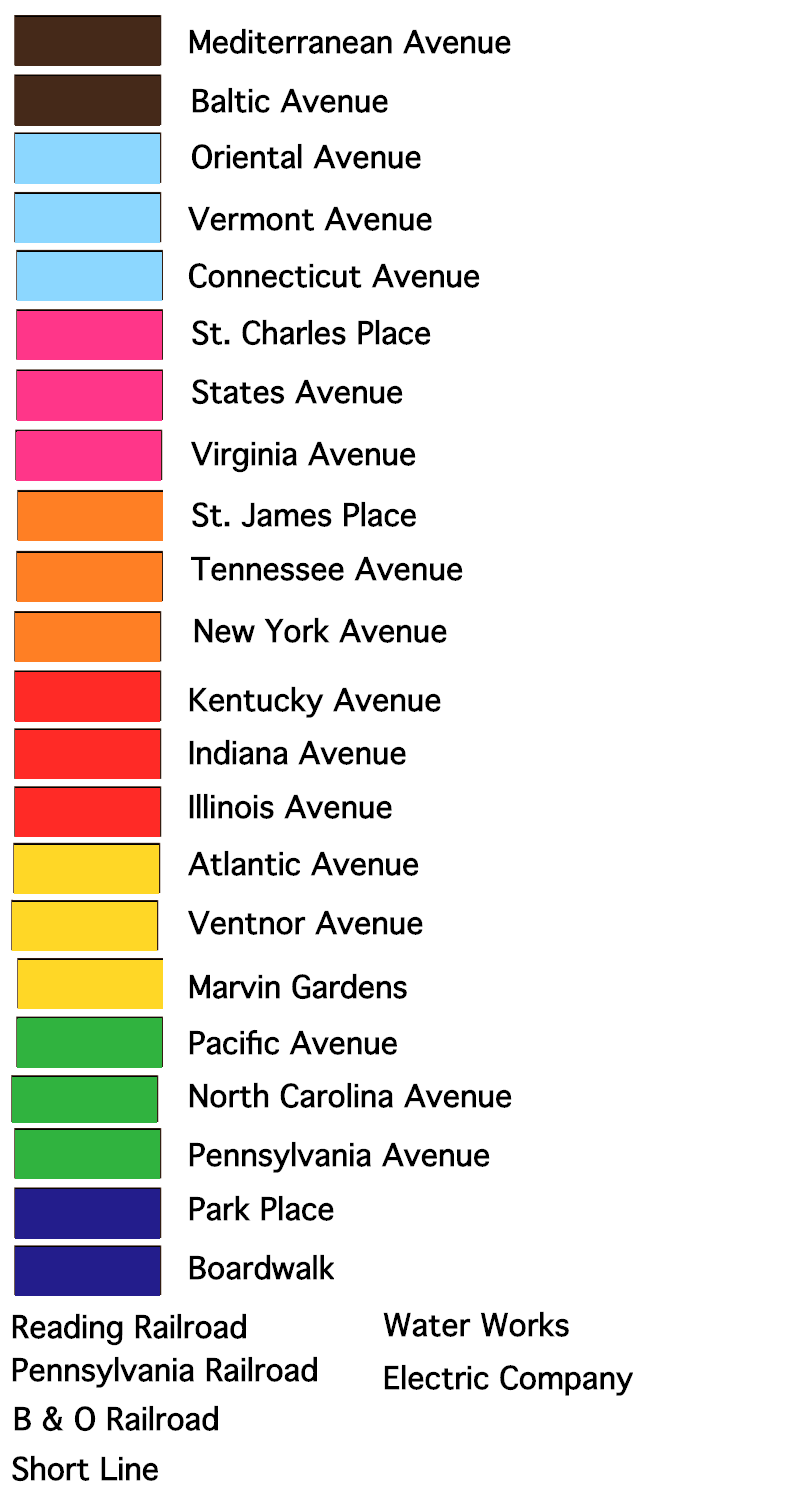 Mediterranean Avenue
Baltic Avenue
Oriental Avenue
Vermont Avenue
Connecticut Avenue
St. Charles Place
States Avenue
Virginia Avenue
St. James Place
Tennessee Avenue
New York Avenue
Kentucky Avenue
Indiana Avenue
Illinois Avenue
Atlantic Avenue
Ventnor Avenue
Marvin Gardens
Pacific Avenue
North Carolina Avenue
Pennsylvania Avenue
Park Place
Boardwalk
Reading Railroad
Pennsylvania Railroad
B & O Railroad
Short Line
Water Works
Electric Company